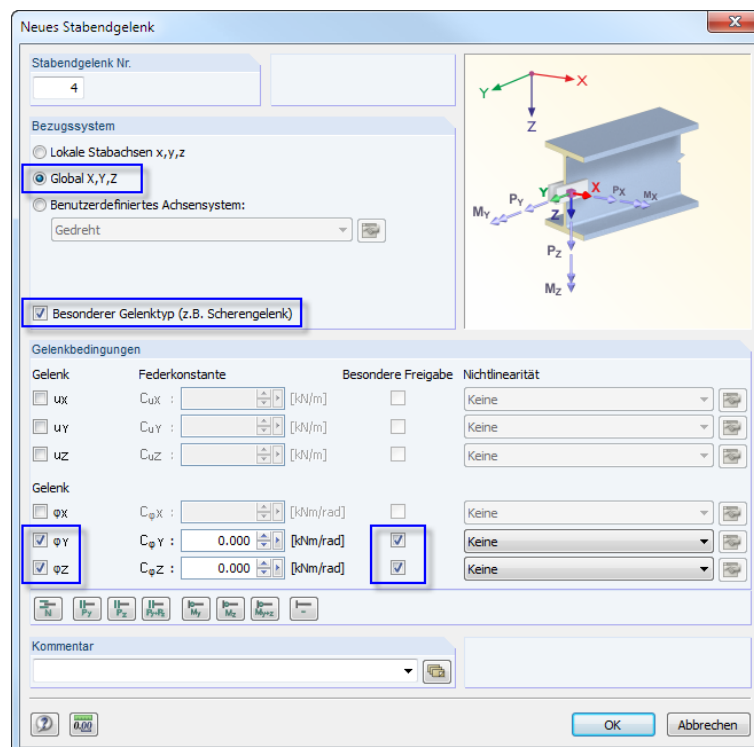 Neues Stabendgelenk
Stabendgelenk Nr.
4
Bezugssystem
Lokale Stabachsen x,y,z
Global X,Y,Z
Benutzerdefiniertes Achsensystem:
Gedreht
Besonderer Gelenktyp (z.B. Scherengelenk)
X
Y
Z
Y
X
Z
PY
PX
MX
MY
PZ
MZ
Gelenkbedingungen
Gelenk Federkonstante Besondere Freigabe Nichtlinearität
uX CuX : [kN/m] Keine
uY CuY : [kN/m] Keine
uZ CuZ : [kN/m] Keine
Gelenk
φX CφX : [kNm/rad] Keine
φY CφY : 0.000 [kNm/rad] Keine
φZ CφZ : 0.000 [kNm/rad] Keine
N Py Pz My Mz My+z
Kommentar
? 0.00 OK Abbrechen